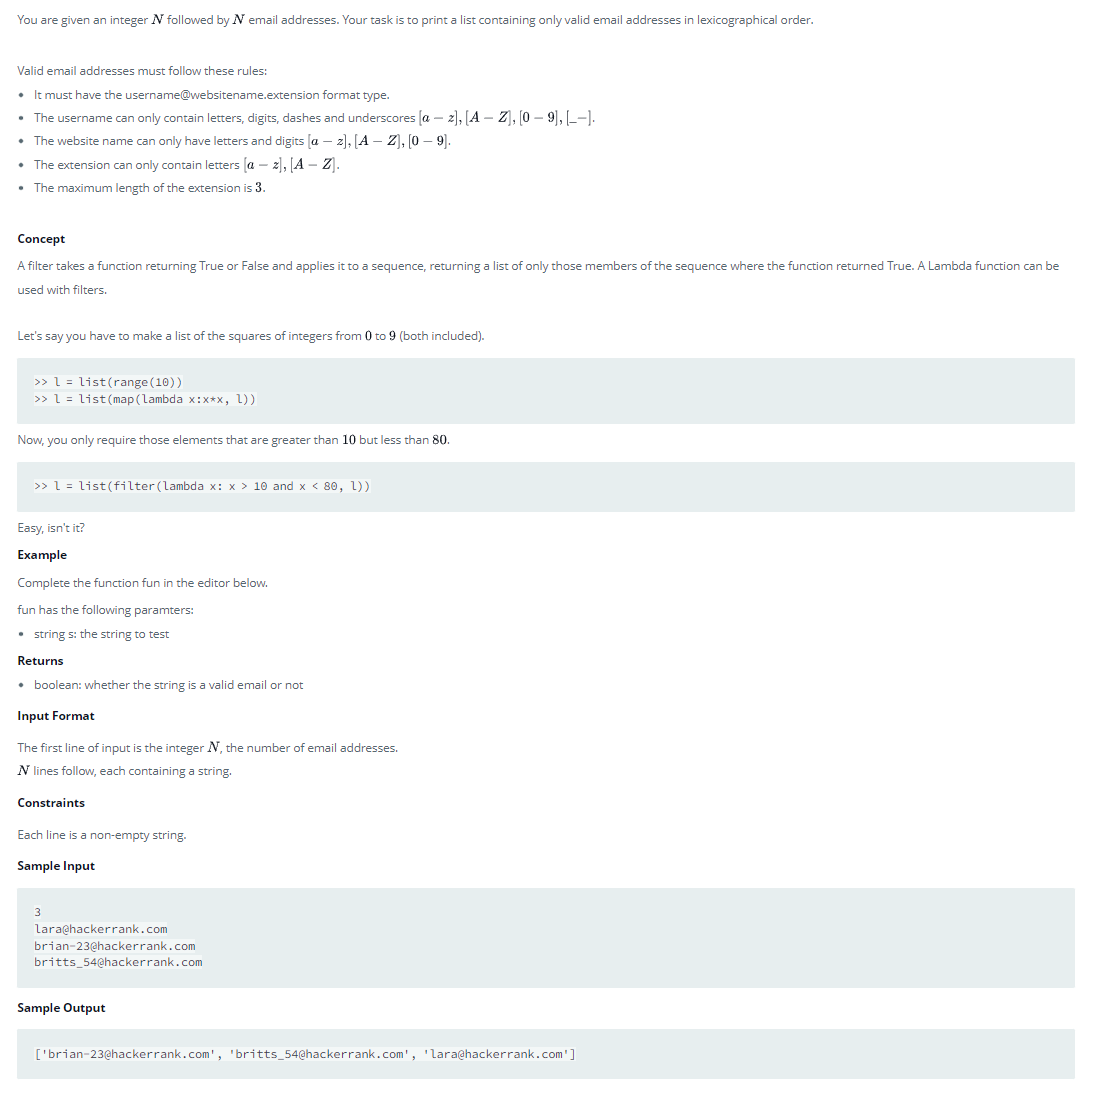 You are given an integer N followed by N email addresses. Your task is to print a list containing only valid email addresses in lexicographical order.
Valid email addresses must follow these rules:
• It must have the username@websitename.extension format type.
• The username can only contain letters, digits, dashes and underscores [a − z], [A − Z], [0 − 9], [_−].
• The website name can only have letters and digits [a − z], [A − Z], [0 − 9].
• The extension can only contain letters [a − z], [A − Z].
• The maximum length of the extension is 3.
Concept
A filter takes a function returning True or False and applies it to a sequence, returning a list of only those members of the sequence where the function returned True. A Lambda function can be
used with filters.
Let's say you have to make a list of the squares of integers from 0 to 9 (both included).
>> l = list(range(10))
>> l = list(map(lambda x:x*x, l))
Now, you only require those elements that are greater than 10 but less than 80.
>> l = list(filter(lambda x: x > 10 and x < 80, l))
Easy, isn't it?
Example
Complete the function fun in the editor below.
fun has the following paramters:
• string s: the string to test
Returns
• boolean: whether the string is a valid email or not
Input Format
The first line of input is the integer N, the number of email addresses.
N lines follow, each containing a string.
Constraints
Each line is a non-empty string.
Sample Input
3
lara@hackerrank.com
brian-23@hackerrank.com
britts_54@hackerrank.com
Sample Output
['brian-23@hackerrank.com', 'britts_54@hackerrank.com', 'lara@hackerrank.com']